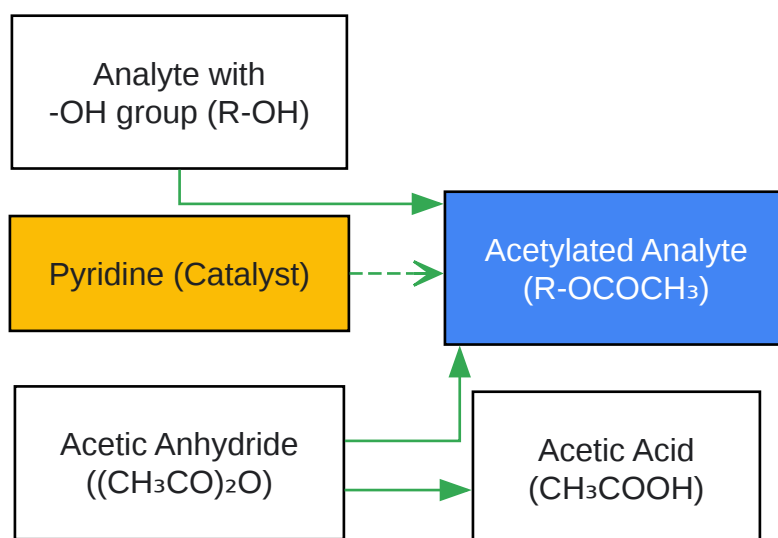 Analyte with
-OH group (R-OH)
Pyridine (Catalyst)
Acetylated Analyte
(R-OCOCH₃)
Acetic Anhydride
((CH₃CO)₂O)
Acetic Acid
(CH₃COOH)